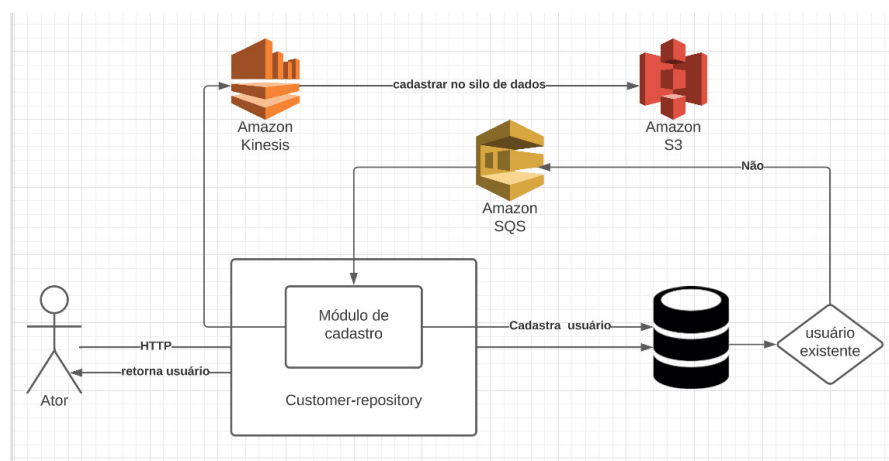 cadastrar no silo de dados
Amazon
Kinesis
Amazon
S3
Não
Amazon
SQS
Módulo de
cadastro
Cadastra usuário
usuário
existente
HTTP
retorna usuário
Ator
Customer-repository